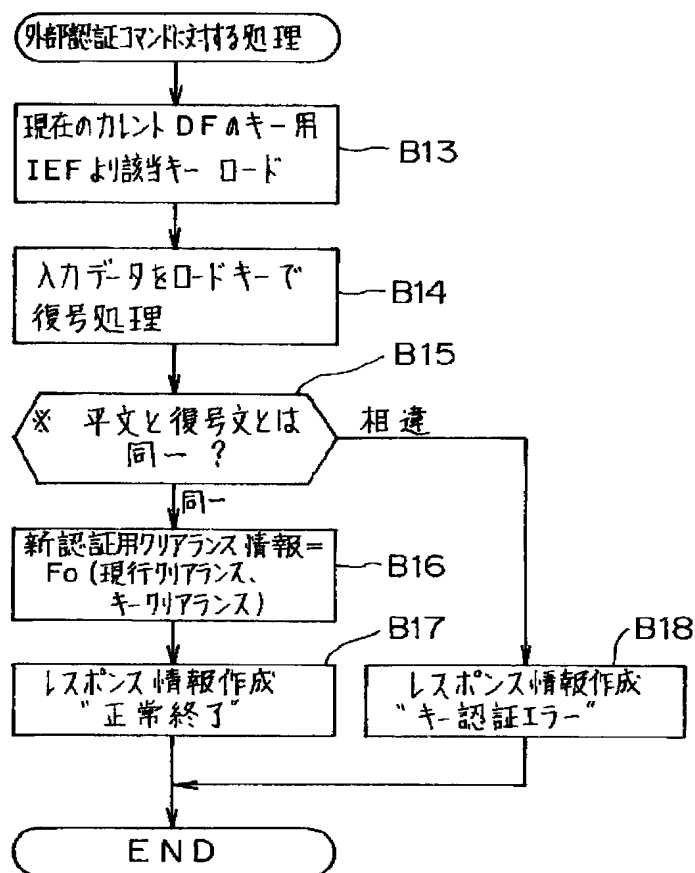 外部認証コマンドに対する処理
現在のカレントDFのキー用
IEFより該当キーロード
B13
入力データをロードキーで
復号処理
B14
B15
※ 平文と復号文とは
同一?
相違
同一
新認証用クリアランス情報=
Fo(現行クリアランス、
キークリアランス)
B16
B17
B18
レスポンス情報作成
"正常終了"
レスポンス情報作成
"キー認証エラー"
END